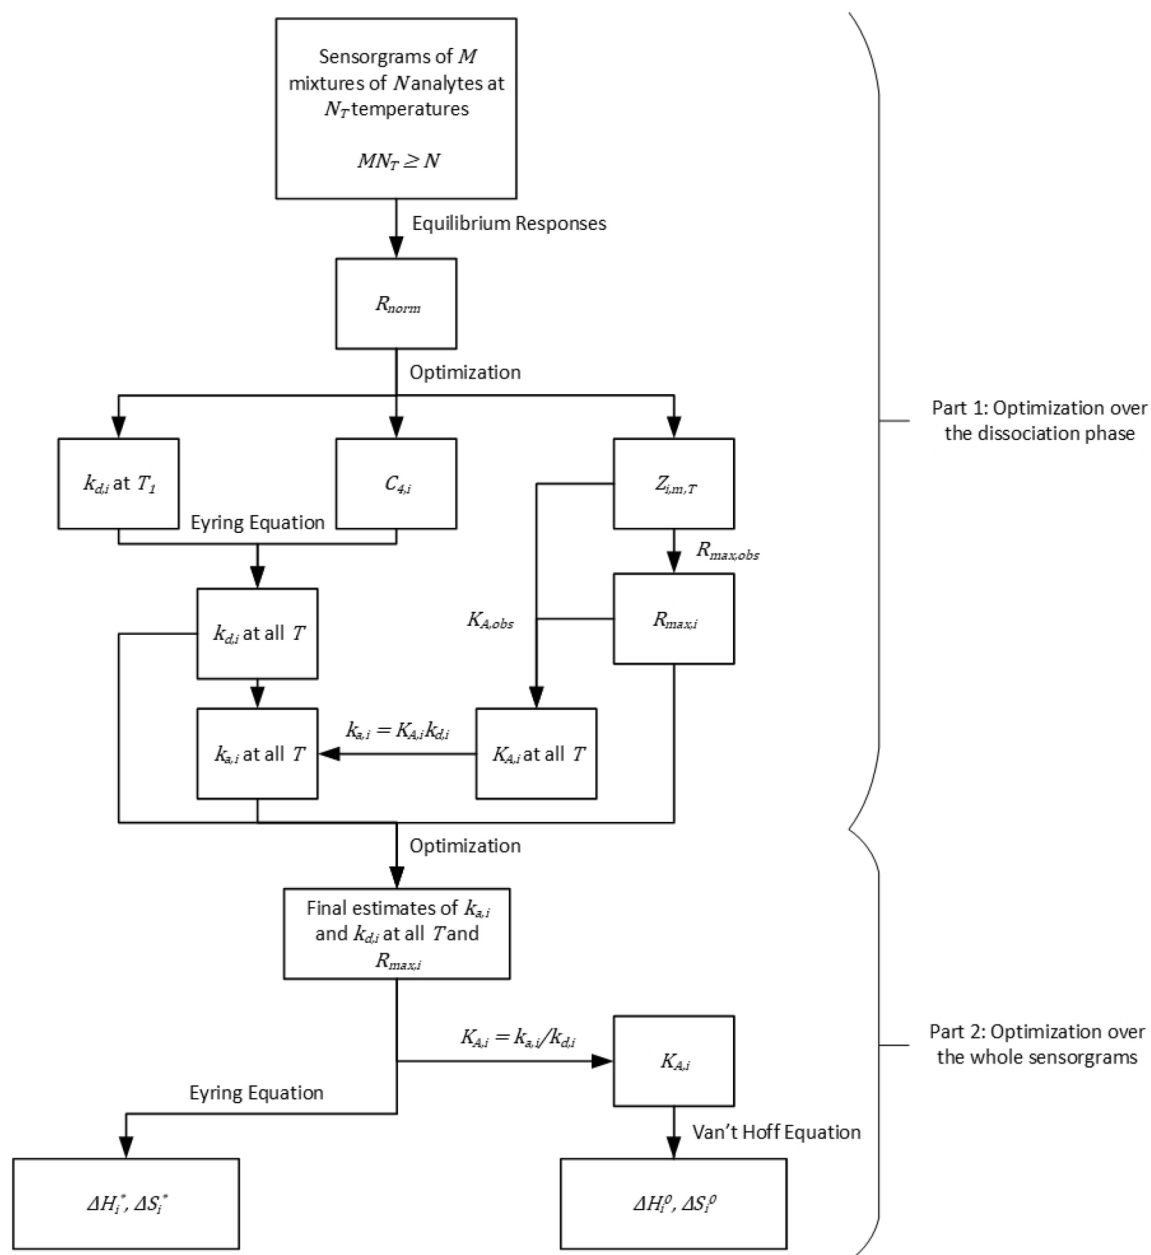 Sensorgrams of M
mixtures of N analytes at
N_T temperatures
MN_T ≥ N
Equilibrium Responses
R_norm
Optimization
k_d,i at T_1
C_4,i
Z_i,m,T
Eyring Equation
R_max,obs
k_d,i at all T
K_A,obs
R_max,i
k_a,i = K_A,i k_d,i
k_a,i at all T
K_A,i at all T
Optimization
Part 1: Optimization over
the dissociation phase
Final estimates of k_a,i
and k_d,i at all T and
R_max,i
K_A,i = k_a,i/k_d,i
K_A,i
Eyring Equation
Van't Hoff Equation
ΔH_i^*, ΔS_i^*
ΔH_i^0, ΔS_i^0
Part 2: Optimization over
the whole sensorgrams